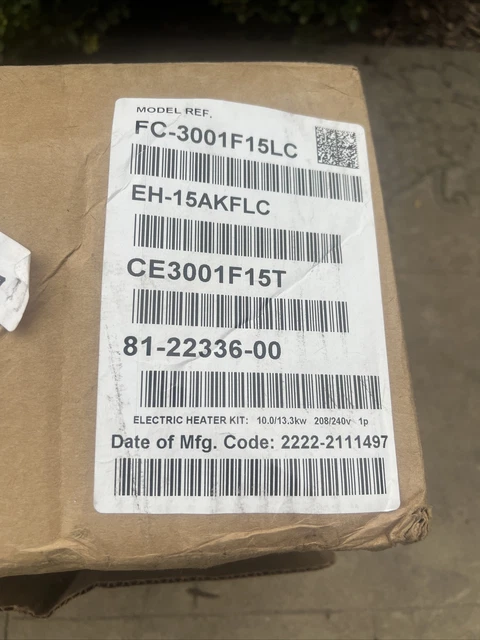 MODEL REF.
FC-3001F15LC
EH-15AKFLC
CE3001F15T
81-22336-00
ELECTRIC HEATER KIT: 10.0/13.3kw 208/240v 1p
Date of Mfg. Code: 2222-2111497